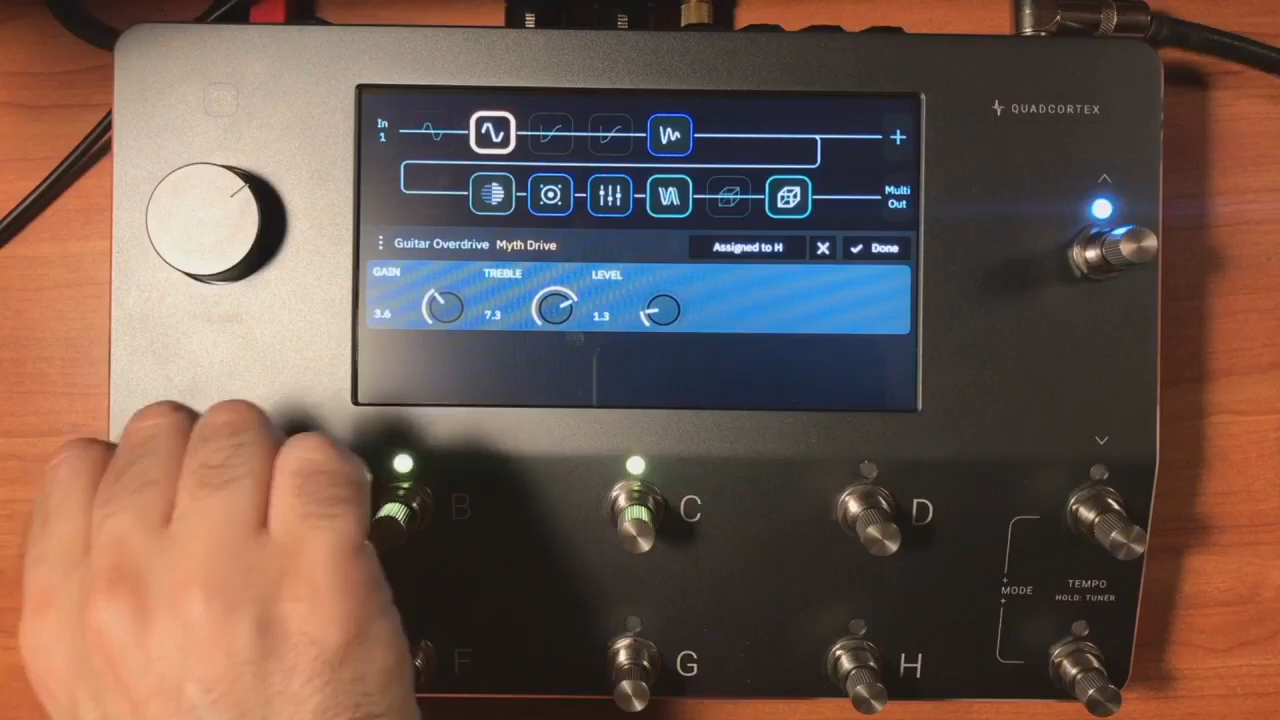 QUADCORTEX
In
1
+
Multi
Out
Guitar Overdrive Myth Drive
Assigned to H
X
Done
GAIN
TREBLE
LEVEL
3.6
7.3
1.3
B
C
D
MODE
TEMPO
HOLD: TUNER
F
G
H